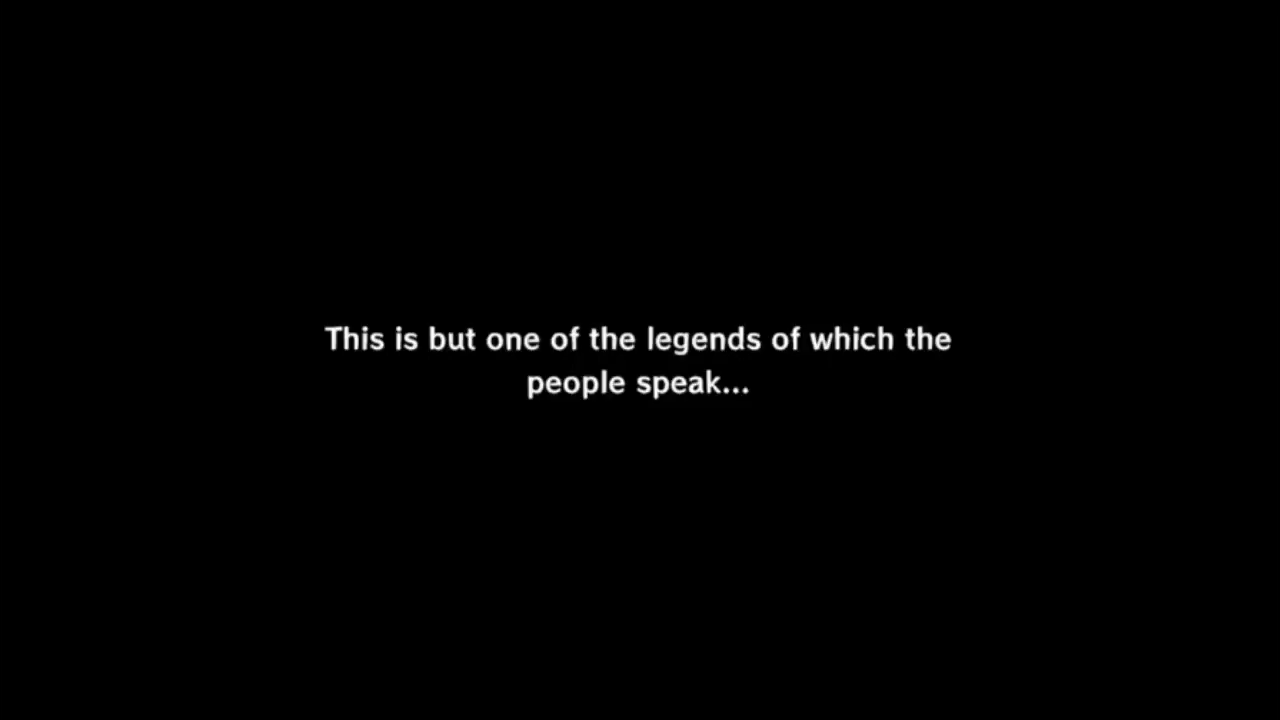 This is but one of the legends of which the
people speak...